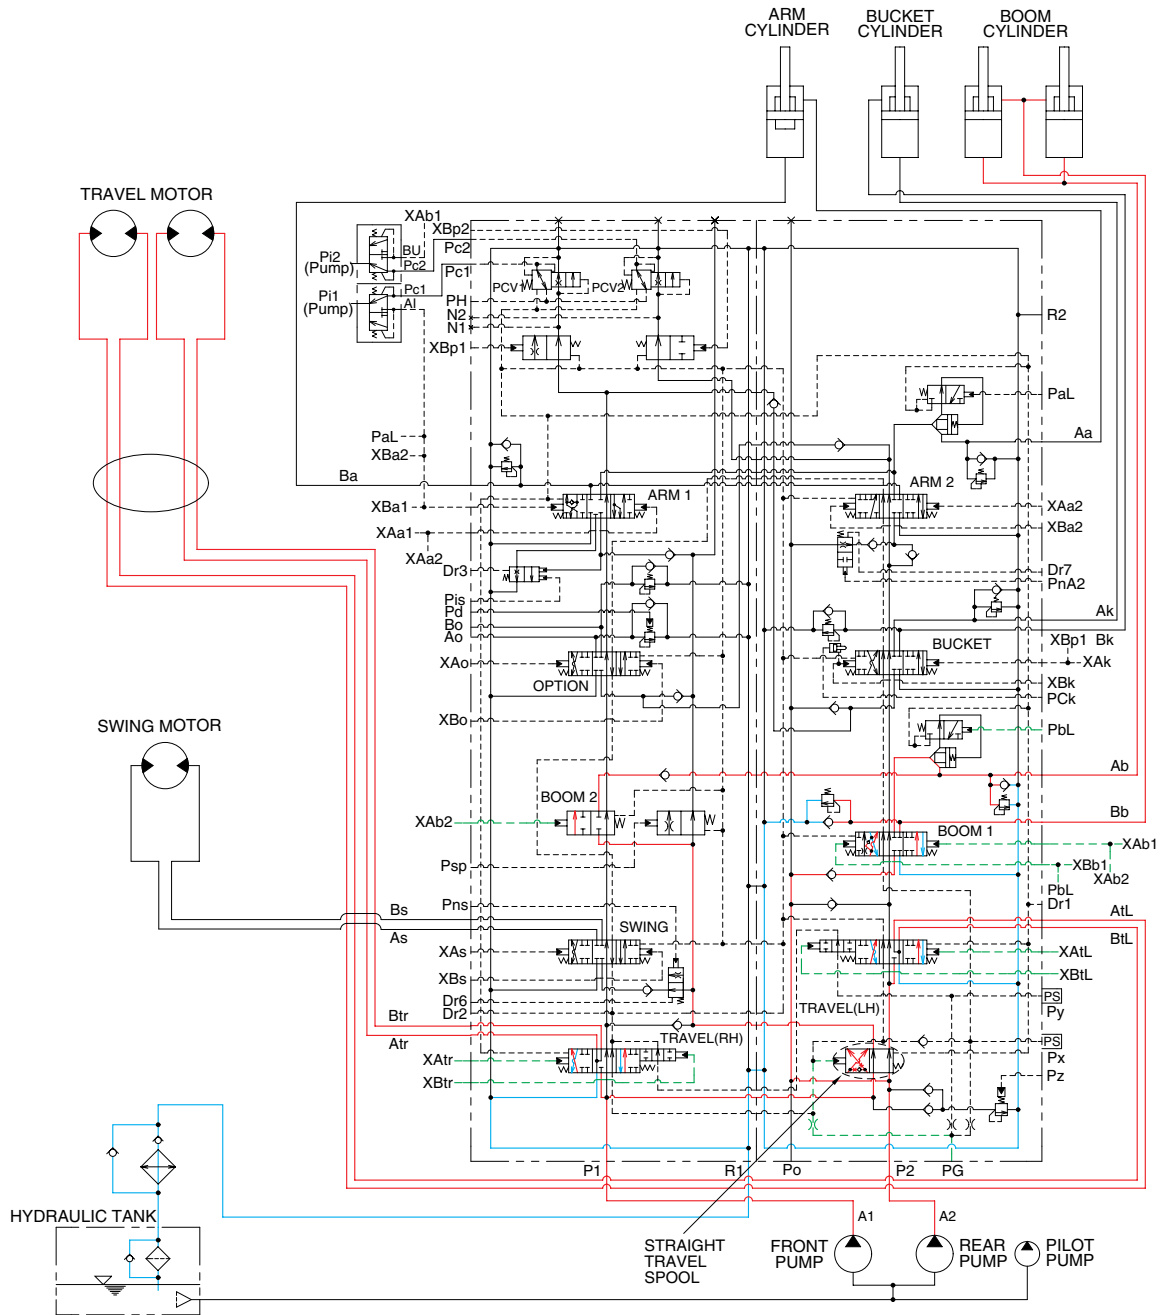 ARM
CYLINDER
BUCKET
CYLINDER
BOOM
CYLINDER
TRAVEL MOTOR
XAb1
XBp2
Pc2
BU
Pc2
Pi2
(Pump)
Pc1
Pc1
AI
Pi1
(Pump)
PCV1
PCV2
PH
N2
N1
XBp1
R2
PaL
Aa
PaL
XBa2
Ba
ARM 1
ARM 2
XBa1
XAa2
XBa2
XAa1
XAa2
Dr3
Dr7
PnA2
Pis
Pd
Bo
Ao
Ak
XBp1
Bk
BUCKET
XAo
XAk
OPTION
XBk
PCk
XBo
PbL
SWING MOTOR
Ab
BOOM 2
Bb
XAb2
BOOM 1
XAb1
XBb1
XAb2
Psp
PbL
Dr1
Pns
Bs
AtL
As
SWING
BtL
XAs
XAtL
XBs
XBtL
Dr6
Dr2
TRAVEL(LH)
PS
Py
Btr
Atr
TRAVEL(RH)
PS
Px
XAtr
XBtr
Pz
P1
R1
Po
P2
PG
HYDRAULIC TANK
A1
A2
STRAIGHT
TRAVEL
SPOOL
FRONT
PUMP
REAR
PUMP
PILOT
PUMP